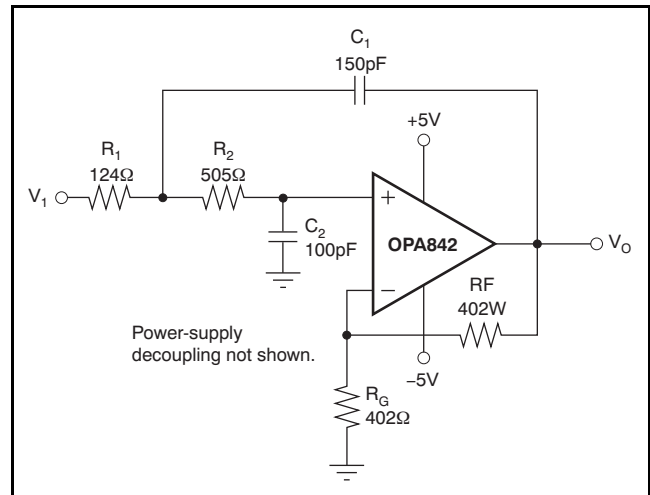 C1
150pF
+5V
R1
124Ω
R2
505Ω
V1
+
C2
100pF
OPA842
VO
RF
402W
−
Power-supply
decoupling not shown.
−5V
RG
402Ω